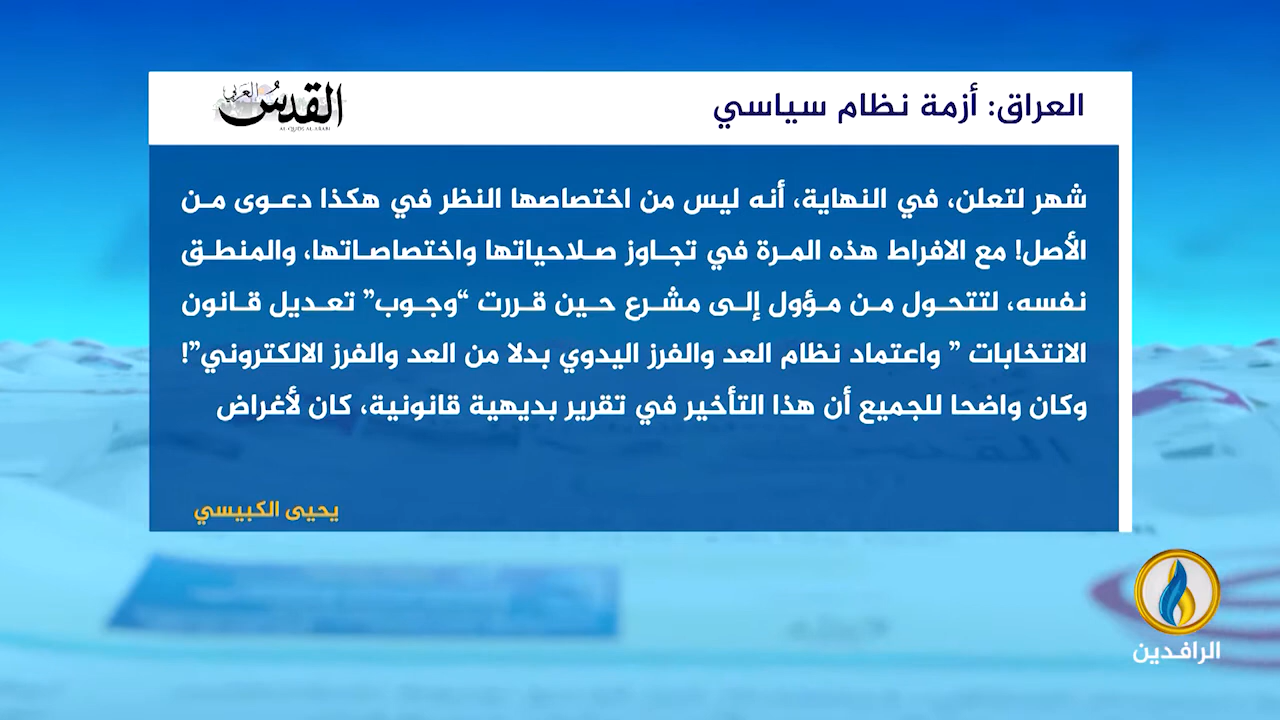 العراق: أزمة نظام سياسي
القدس العربي
AL-QUDS AL-ARABI
شهر لتعلن، في النهاية، أنه ليس من اختصاصها النظر في هكذا دعوى من
الأصل! مع الافراط هذه المرة في تجاوز صلاحياتها واختصاصاتها، والمنطق
نفسه، لتتحول من مؤول إلى مشرع حين قررت “وجوب” تعديل قانون
الانتخابات ” واعتماد نظام العد والفرز اليدوي بدلا من العد والفرز الالكتروني”!
وكان واضحا للجميع أن هذا التأخير في تقرير بديهية قانونية، كان لأغراض
يحيى الكبيسي
الرافدين